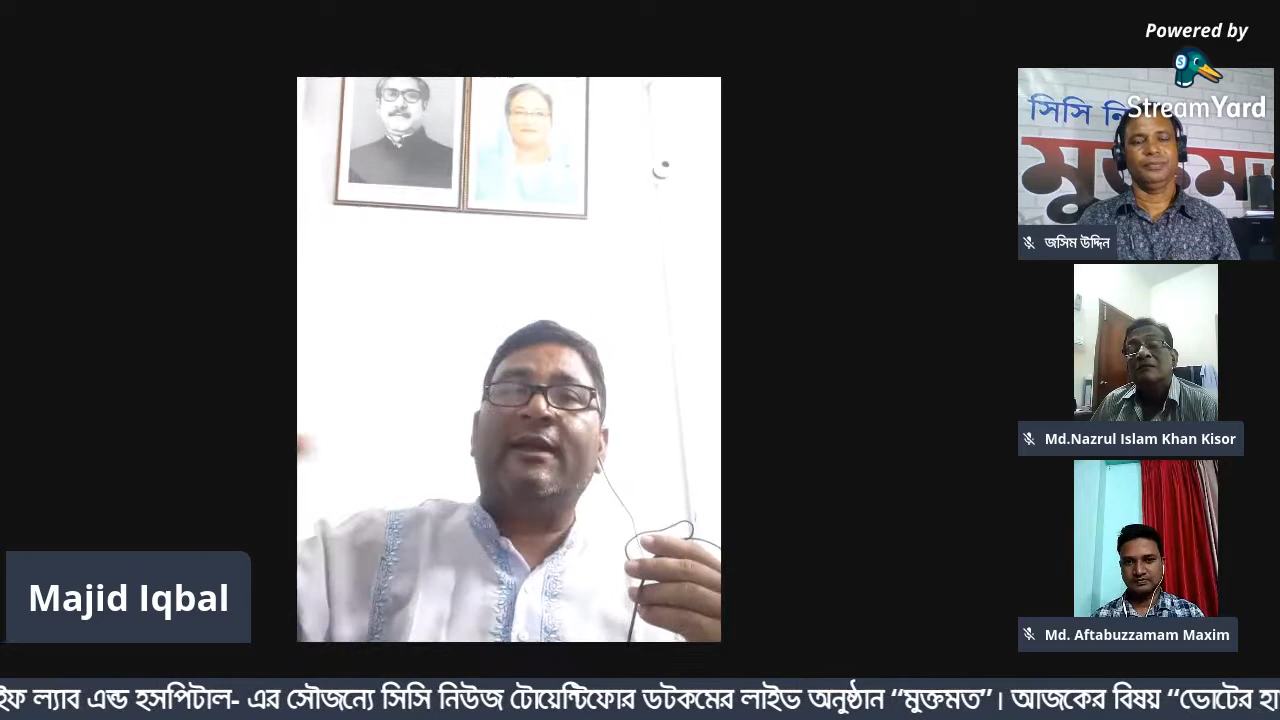 Powered by
StreamYard
সিসি
জসিম উদ্দিন
Md.Nazrul Islam Khan Kisor
Md. Aftabuzzamam Maxim
Majid Iqbal
ল্যাব এন্ড হসপিটাল- এর সৌজন্যে সিসি নিউজ টোয়েন্টিফোর ডটকমের লাইভ অনুষ্ঠান “মুক্তমত”। আজকের বিষয় “ভোটের